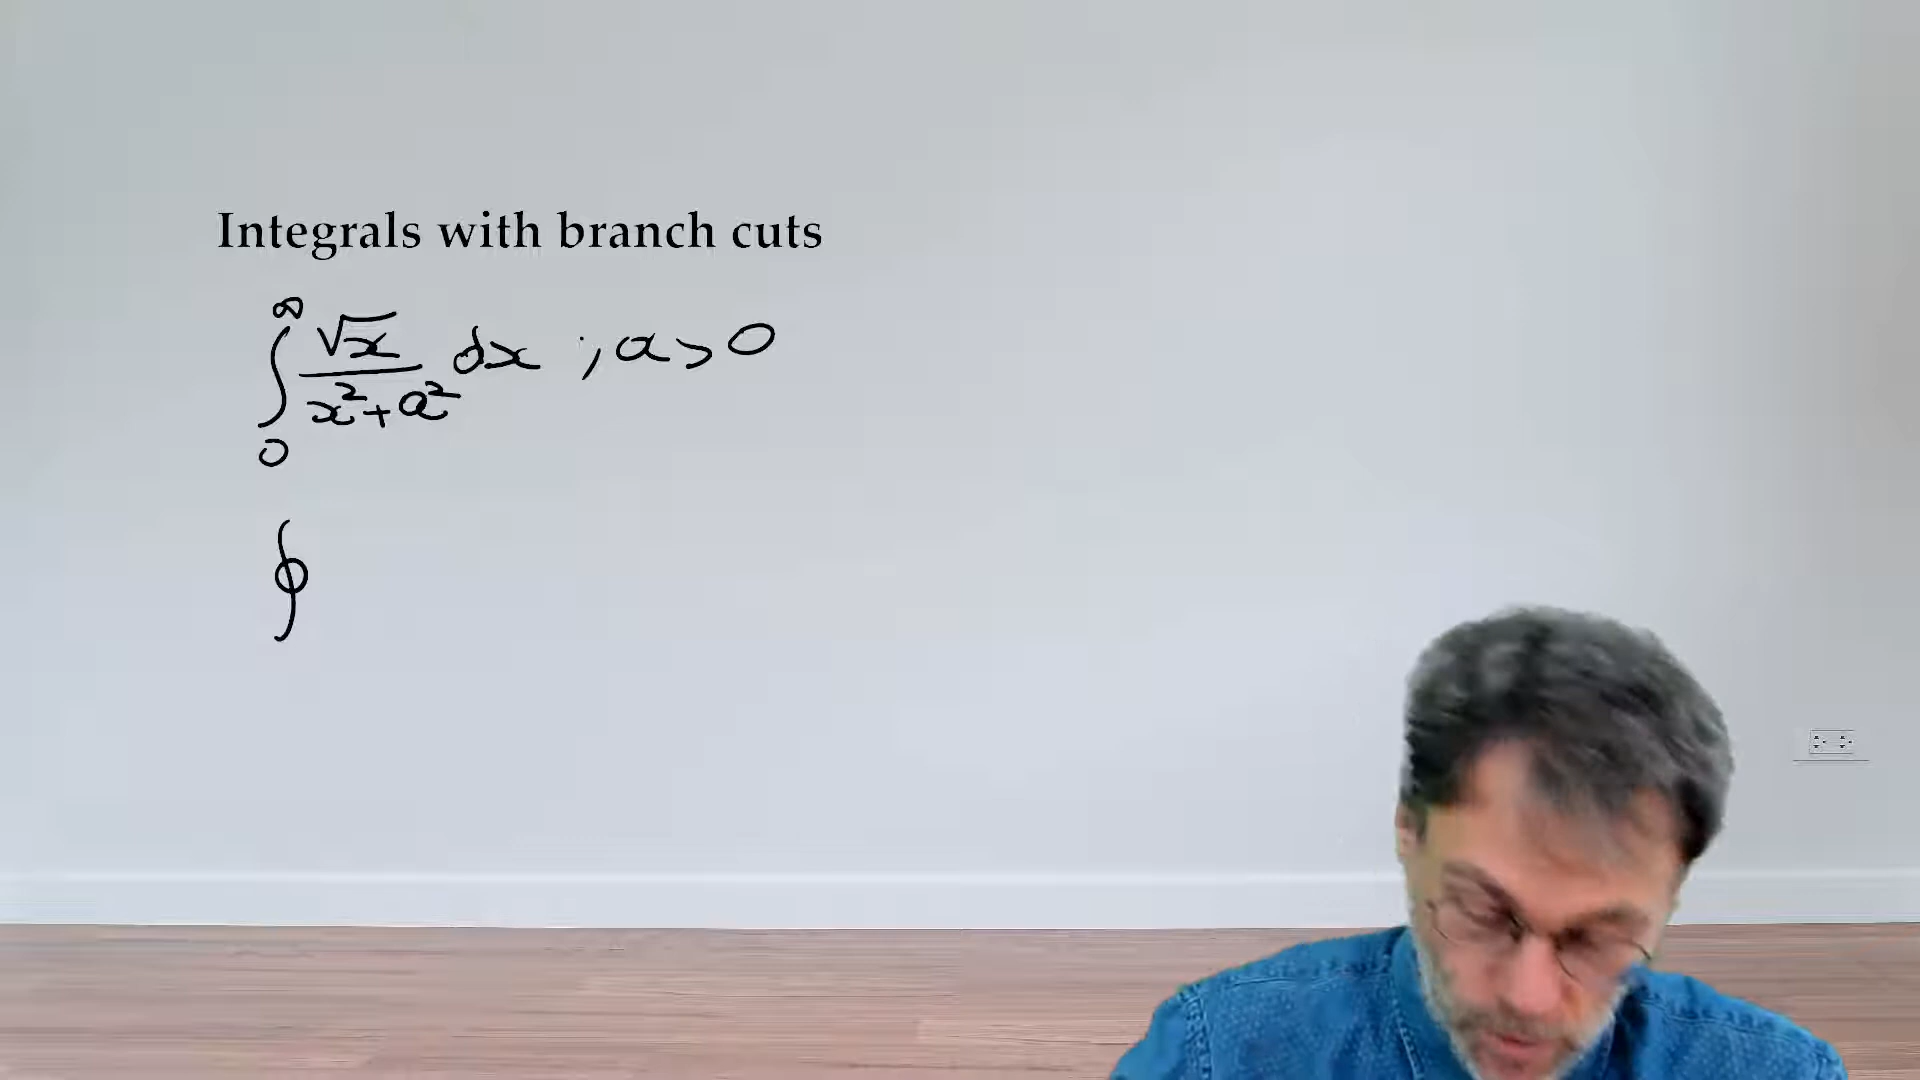 Integrals with branch cuts
∫₀^∞ √x / (x² + a²) dx ; a > 0
∮